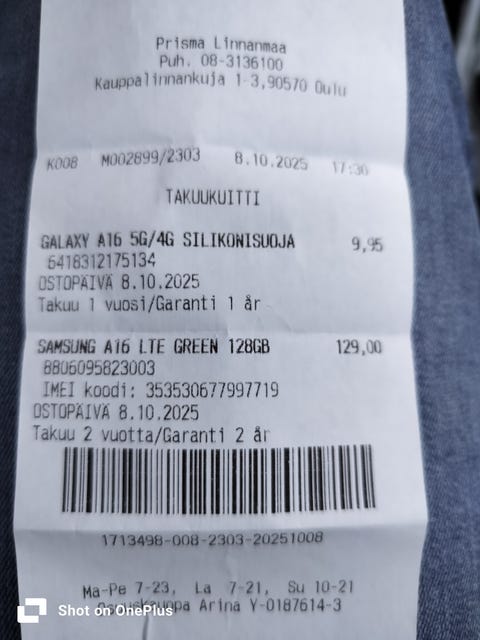 Prisma Linnanmaa
Puh. 08-3136100
Kauppalinnankuja 1-3,90570 Oulu
K008 M002899/2303 8.10.2025 17:30
TAKUUKUITTI
GALAXY A16 5G/4G SILIKONISUOJA 9,95
6418312175134
OSTOPÄIVÄ 8.10.2025
Takuu 1 vuosi/Garanti 1 år
SAMSUNG A16 LTE GREEN 128GB 129,00
8806095823003
IMEI koodi: 353530677997719
OSTOPÄIVÄ 8.10.2025
Takuu 2 vuotta/Garanti 2 år
1713498-008-2303-20251008
Ma-Pe 7-23, La 7-21, Su 10-21
Osuuskauppa Arina Y-0187614-3
Shot on OnePlus